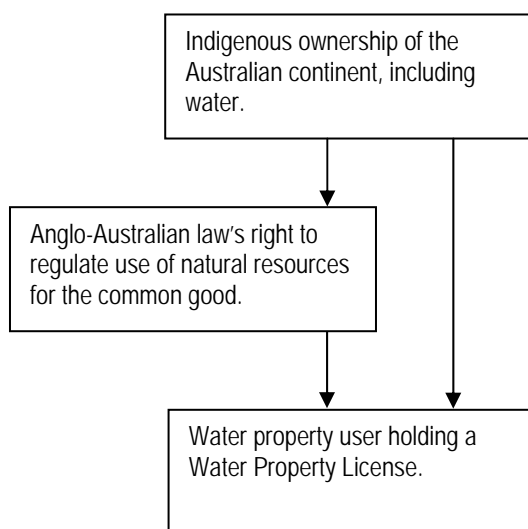 Indigenous ownership of the
Australian continent, including
water.
Anglo-Australian law’s right to
regulate use of natural resources
for the common good.
Water property user holding a
Water Property License.